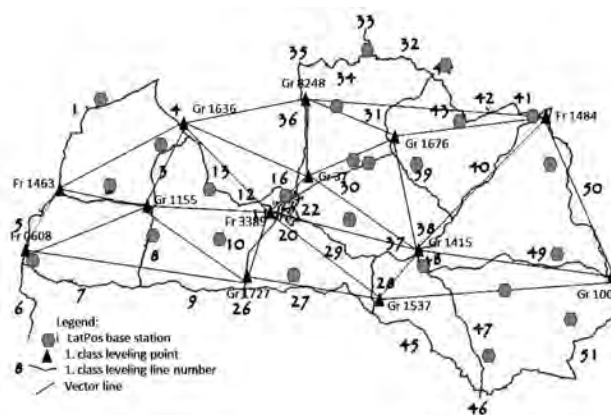 33
35
32
34
Gr 8248
1
4
Gr 1636
36
31
43
42
41
Fr 1484
Gr 1676
3
13
Gr 37
30
39
40
50
Fr 1463
12
16
Gr 1155
Fr 3389
22
20
5
Fr 0608
8
10
29
37
38
Gr 1415
48
49
7
9
Gr 1727
26
27
28
Gr 1537
Gr 100
6
45
47
51
46
Legend:
LatPos base station
1. class leveling point
8 1. class leveling line number
Vector line